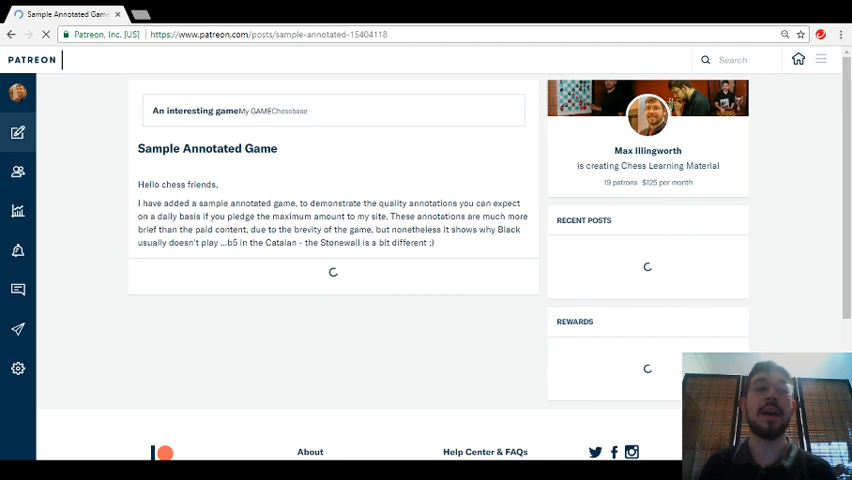 Sample Annotated Game
Patreon, Inc. [US]
https://www.patreon.com/posts/sample-annotated-15404118
PATREON
Search
An interesting gameMy GAMEChessbase
Sample Annotated Game
Hello chess friends,
I have added a sample annotated game, to demonstrate the quality annotations you can expect
on a daily basis if you pledge the maximum amount to my site. These annotations are much more
brief than the paid content, due to the brevity of the game, but nonetheless it shows why Black
usually doesn't play ...b5 in the Catalan - the Stonewall is a bit different ;)
Max Illingworth
is creating Chess Learning Material
19 patrons · $125 per month
RECENT POSTS
REWARDS
About
Help Center & FAQs